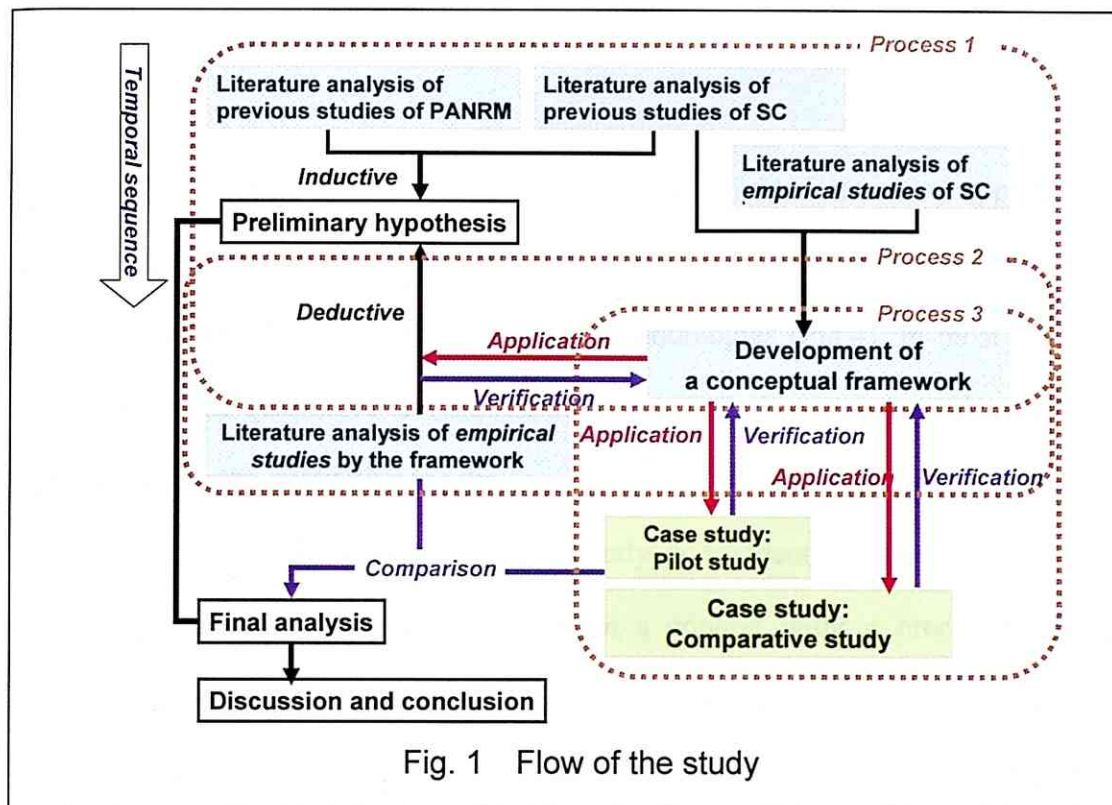 Temporal sequence
Process 1
Literature analysis of
previous studies of PANRM
Literature analysis of
previous studies of SC
Literature analysis of
empirical studies of SC
Inductive
Preliminary hypothesis
Process 2
Deductive
Process 3
Application
Development of
a conceptual framework
Verification
Literature analysis of empirical
studies by the framework
Application
Verification
Application
Verification
Case study:
Pilot study
Comparison
Case study:
Comparative study
Final analysis
Discussion and conclusion
Fig. 1 Flow of the study